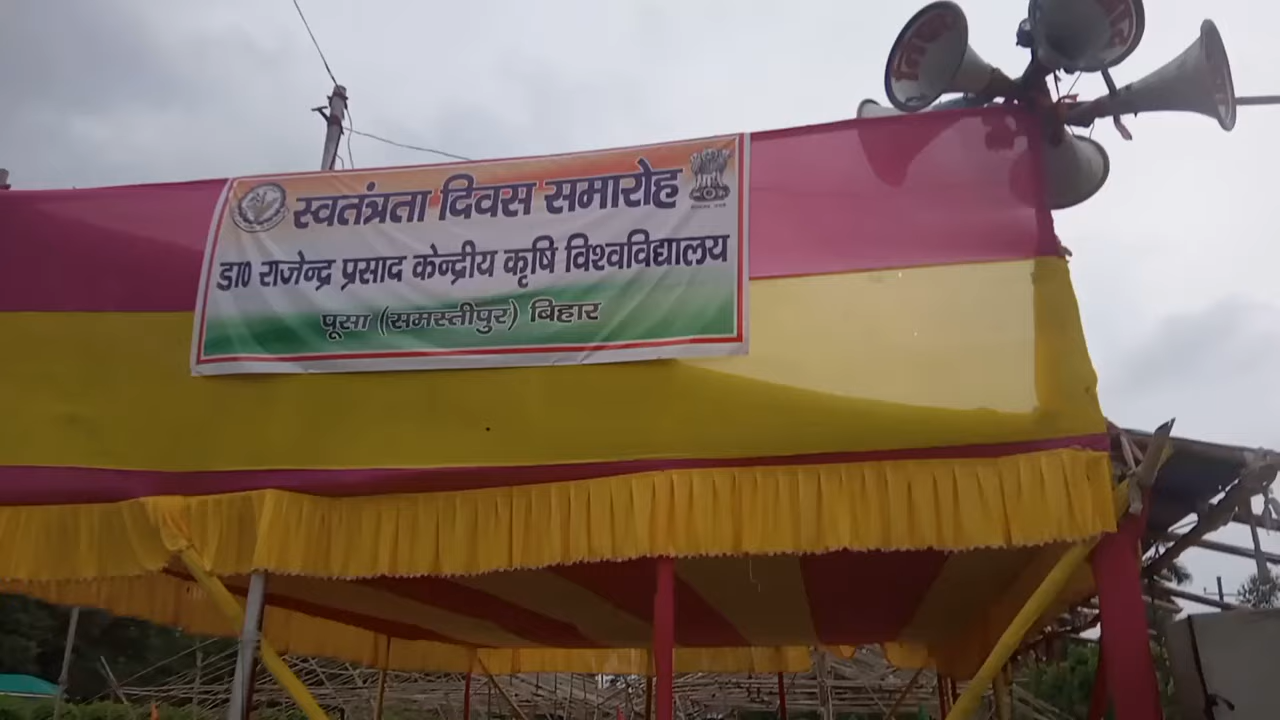 स्वतंत्रता दिवस समारोह
डा० राजेन्द्र प्रसाद केन्द्रीय कृषि विश्वविद्यालय
पूसा (समस्तीपुर) बिहार